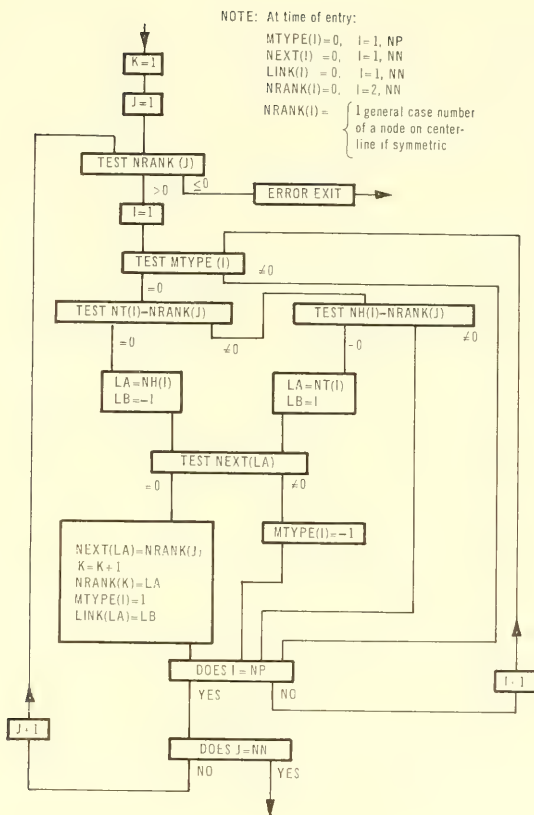 NOTE: At time of entry:
MTYPE(I)=0, I=1, NP
NEXT(I) =0, I=1, NN
LINK(I) =0, I=1, NN
NRANK(I)=0, I=2, NN
NRANK(I)= { 1 general case number
of a node on center-
line if symmetric
K=1
J=1
TEST NRANK (J)
>0
≤0
ERROR EXIT
I=1
TEST MTYPE (I)
=0
≠0
TEST NT(I)-NRANK(J)
TEST NH(I)-NRANK(J)
=0
≠0
-0
≠0
LA=NH(I)
LB=-1
LA=NT(I)
LB=1
TEST NEXT(LA)
=0
≠0
MTYPE(I)=-1
NEXT(LA)=NRANK(J)
K=K+1
NRANK(K)=LA
MTYPE(I)=1
LINK(LA)=LB
DOES I=NP
YES
NO
I+1
J+1
DOES J=NN
NO
YES